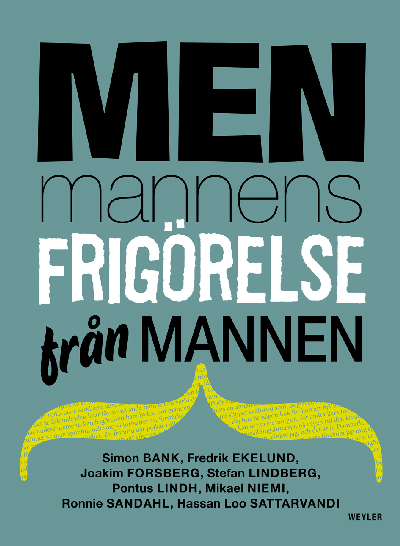 MEN
mannens
FRIGÖRELSE
från MANNEN
Simon BANK, Fredrik EKELUND,
Joakim FORSBERG, Stefan LINDBERG,
Pontus LINDH, Mikael NIEMI,
Ronnie SANDAHL, Hassan Loo SATTARVANDI
WEYLER